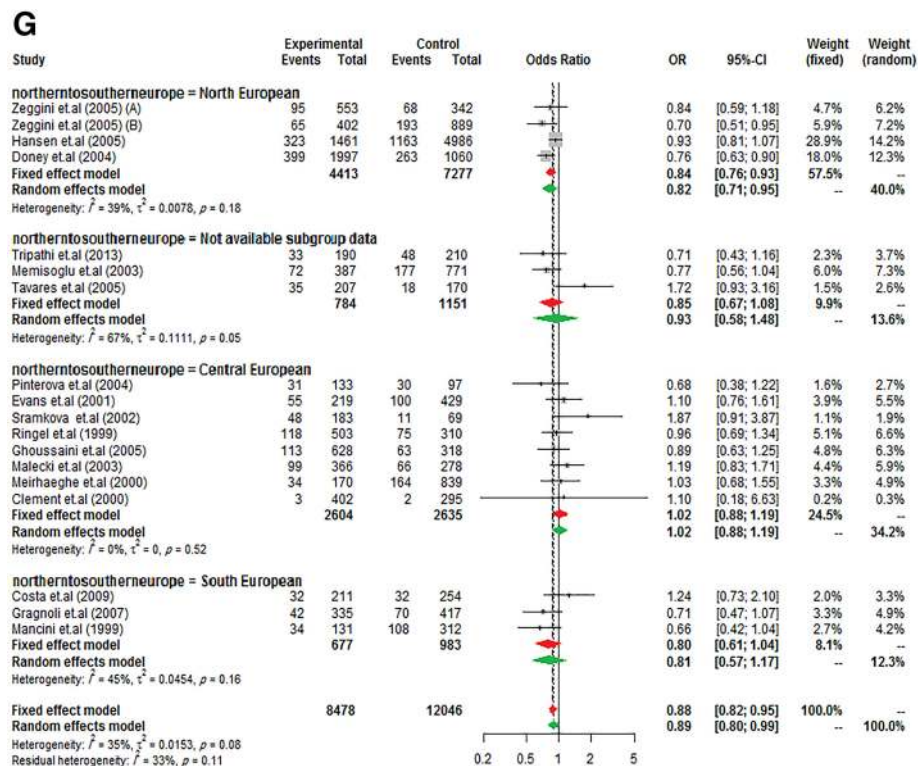 G
Experimental Control Weight Weight
Study Events Total Events Total Odds Ratio OR 95%-CI (fixed) (random)
northerntosoutherneurope = North European
Zeggini et.al (2005) (A) 95 553 68 342 0.84 [0.59; 1.18] 4.7% 6.2%
Zeggini et.al (2005) (B) 65 402 193 889 0.70 [0.51; 0.95] 5.9% 7.2%
Hansen et.al (2005) 323 1461 1163 4986 0.93 [0.81; 1.07] 28.9% 14.2%
Doney et.al (2004) 399 1997 263 1060 0.76 [0.63; 0.90] 18.0% 12.3%
Fixed effect model 4413 7277 0.84 [0.76; 0.93] 57.5% --
Random effects model 0.82 [0.71; 0.95] -- 40.0%
Heterogeneity: I² = 39%, τ² = 0.0078, p = 0.18
northerntosoutherneurope = Not available subgroup data
Tripathi et.al (2013) 33 190 48 210 0.71 [0.43; 1.16] 2.3% 3.7%
Memisoglu et.al (2003) 72 387 177 771 0.77 [0.56; 1.04] 6.0% 7.3%
Tavares et.al (2005) 35 207 18 170 1.72 [0.93; 3.16] 1.5% 2.6%
Fixed effect model 784 1151 0.85 [0.67; 1.08] 9.9% --
Random effects model 0.93 [0.58; 1.48] -- 13.6%
Heterogeneity: I² = 67%, τ² = 0.1111, p = 0.05
northerntosoutherneurope = Central European
Pinterova et.al (2004) 31 133 30 97 0.68 [0.38; 1.22] 1.6% 2.7%
Evans et.al (2001) 55 219 100 429 1.10 [0.76; 1.61] 3.9% 5.5%
Sramkova et.al (2002) 48 183 11 69 1.87 [0.91; 3.87] 1.1% 1.9%
Ringel et.al (1999) 118 503 75 310 0.96 [0.69; 1.34] 5.1% 6.6%
Ghoussaini et.al (2005) 113 628 63 318 0.89 [0.63; 1.25] 4.8% 6.3%
Malecki et.al (2003) 99 366 66 278 1.19 [0.83; 1.71] 4.4% 5.9%
Meirhaeghe et.al (2000) 34 170 164 839 1.03 [0.68; 1.55] 3.3% 4.9%
Clement et.al (2000) 3 402 2 295 1.10 [0.18; 6.63] 0.2% 0.3%
Fixed effect model 2604 2635 1.02 [0.88; 1.19] 24.5% --
Random effects model 1.02 [0.88; 1.19] -- 34.2%
Heterogeneity: I² = 0%, τ² = 0, p = 0.52
northerntosoutherneurope = South European
Costa et.al (2009) 32 211 32 254 1.24 [0.73; 2.10] 2.0% 3.3%
Gragnoli et.al (2007) 42 335 70 417 0.71 [0.47; 1.07] 3.3% 4.9%
Mancini et.al (1999) 34 131 108 312 0.66 [0.42; 1.04] 2.7% 4.2%
Fixed effect model 677 983 0.80 [0.61; 1.04] 8.1% --
Random effects model 0.81 [0.57; 1.17] -- 12.3%
Heterogeneity: I² = 45%, τ² = 0.0454, p = 0.16
Fixed effect model 8478 12046 0.88 [0.82; 0.95] 100.0% --
Random effects model 0.89 [0.80; 0.99] -- 100.0%
Heterogeneity: I² = 35%, τ² = 0.0153, p = 0.08
Residual heterogeneity: I² = 33%, p = 0.11
0.2 0.5 1 2 5